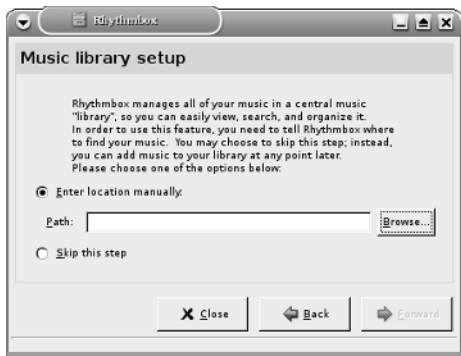 Rhythmbox
Music library setup
Rhythmbox manages all of your music in a central music
"library", so you can easily view, search, and organize it.
In order to use this feature, you need to tell Rhythmbox where
to find your music. You may choose to skip this step; instead,
you can add music to your library at any point later.
Please choose one of the options below:
Enter location manually:
Path: Browse...
Skip this step
Close Back Forward